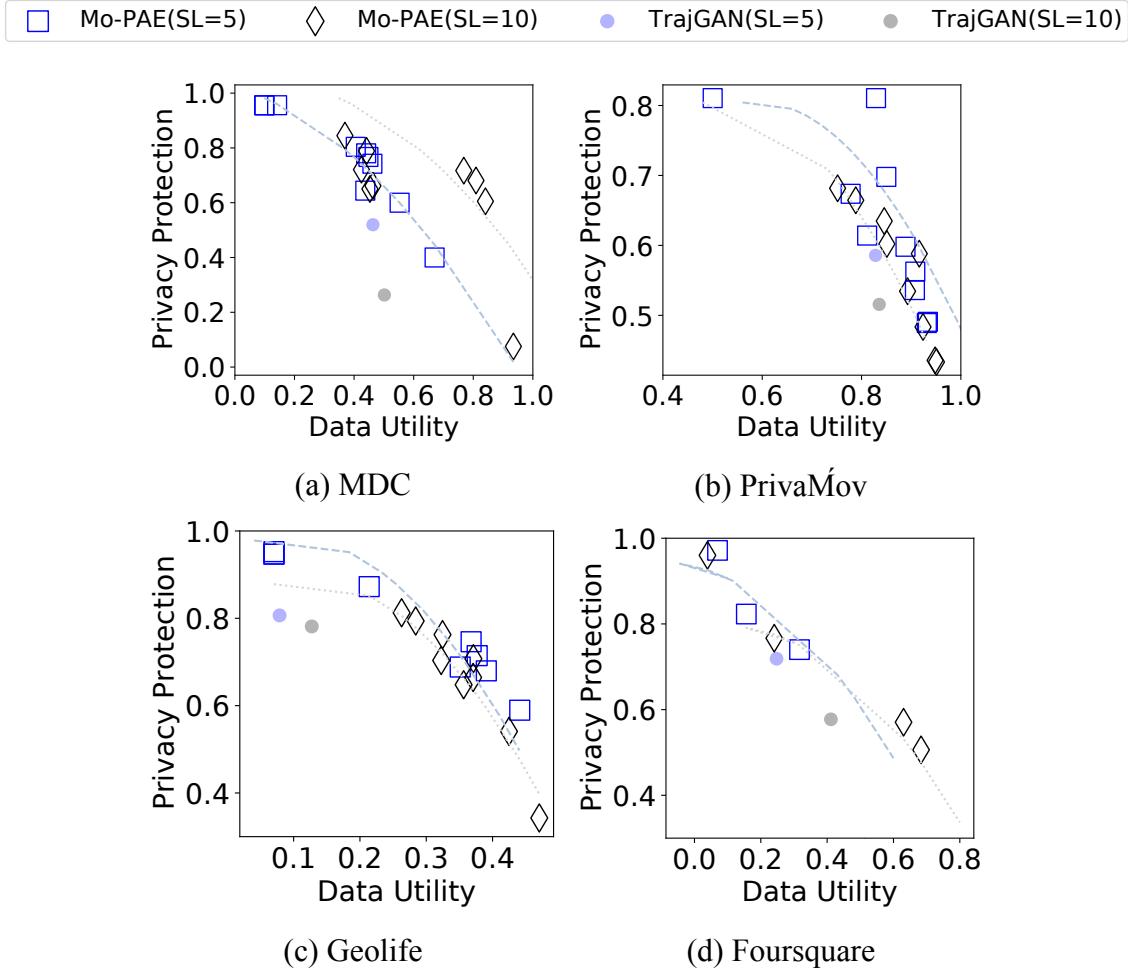 Mo-PAE(SL=5) Mo-PAE(SL=10) TrajGAN(SL=5) TrajGAN(SL=10)
Privacy Protection
1.0
0.8
0.6
0.4
0.2
0.0
0.0 0.2 0.4 0.6 0.8 1.0
Data Utility
(a) MDC
Privacy Protection
0.8
0.7
0.6
0.5
0.4 0.6 0.8 1.0
Data Utility
(b) PrivaḾov
Privacy Protection
1.0
0.8
0.6
0.4
0.1 0.2 0.3 0.4
Data Utility
(c) Geolife
Privacy Protection
1.0
0.8
0.6
0.4
0.0 0.2 0.4 0.6 0.8
Data Utility
(d) Foursquare